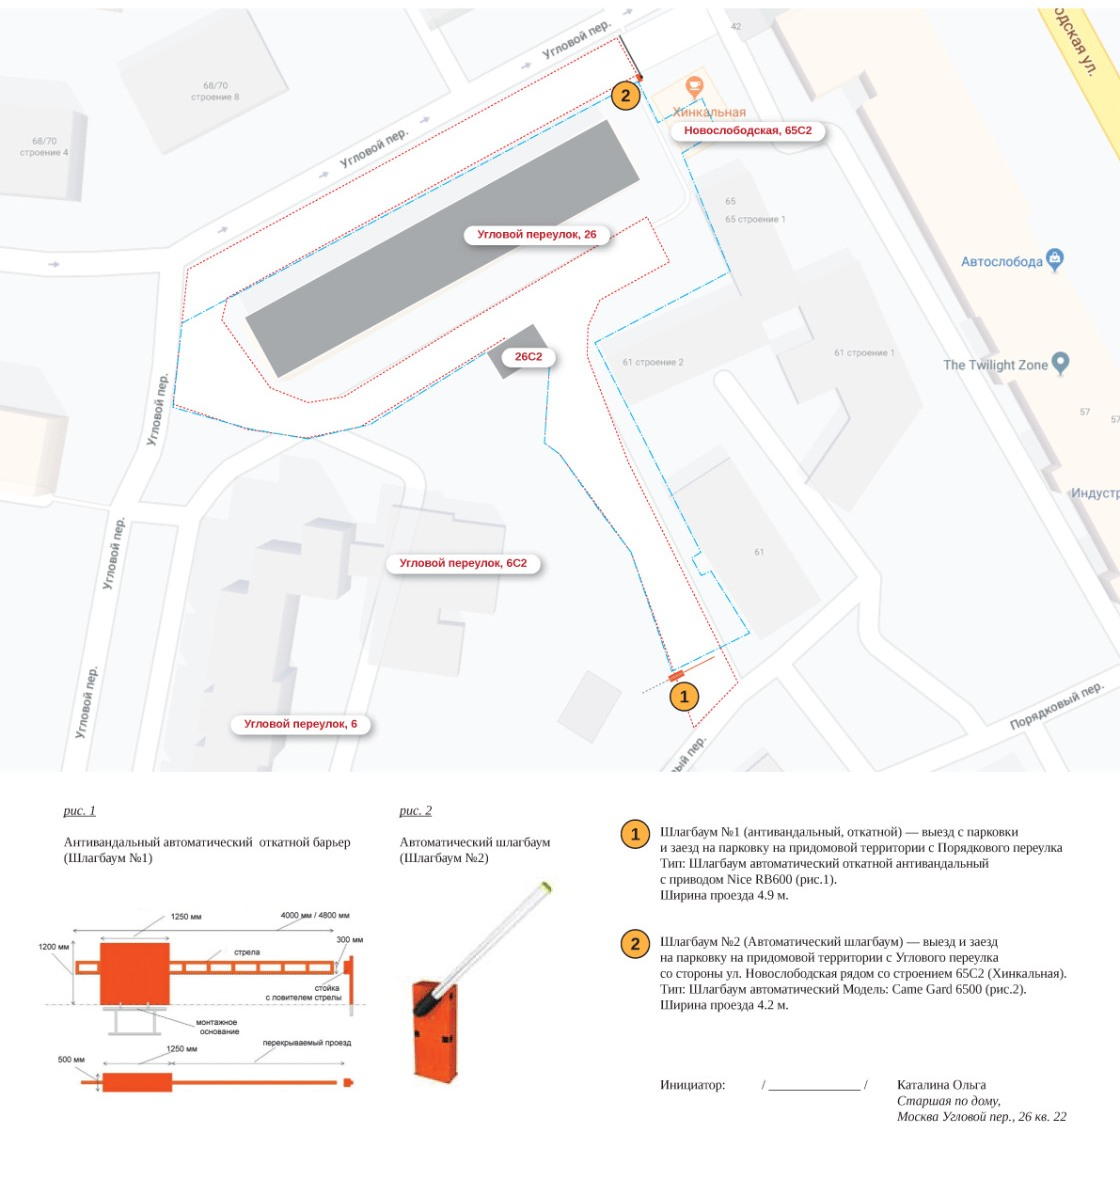 Угловой пер.
42
одская ул.
68/70
строение 8
Хинкальная
Новослободская, 65С2
Угловой пер.
68/70
строение 4
65
65 строение 1
Угловой переулок, 26
Автослобода
26С2
61 строение 2
61 строение 1
The Twilight Zone
Угловой пер.
57
57
Индустр
Угловой пер.
61
Угловой переулок, 6С2
Угловой пер.
1
2
Порядковый пер.
Угловой переулок, 6
ый пер.
рис. 1
Антивандальный автоматический откатной барьер
(Шлагбаум №1)
1250 мм
4000 мм / 4800 мм
1200 мм
300 мм
стрела
стойка
с ловителем стрелы
монтажное
основание
1250 мм
перекрываемый проезд
500 мм
рис. 2
Автоматический шлагбаум
(Шлагбаум №2)
1
Шлагбаум №1 (антивандальный, откатной) — выезд с парковки
и заезд на парковку на придомовой территории с Порядкового переулка
Тип: Шлагбаум автоматический откатной антивандальный
с приводом Nice RB600 (рис.1).
Ширина проезда 4.9 м.
2
Шлагбаум №2 (Автоматический шлагбаум) — выезд и заезд
на парковку на придомовой территории с Углового переулка
со стороны ул. Новослободская рядом со строением 65С2 (Хинкальная).
Тип: Шлагбаум автоматический Модель: Came Gard 6500 (рис.2).
Ширина проезда 4.2 м.
Инициатор: / ______________ / Каталина Ольга
Старшая по дому,
Москва Угловой пер., 26 кв. 22